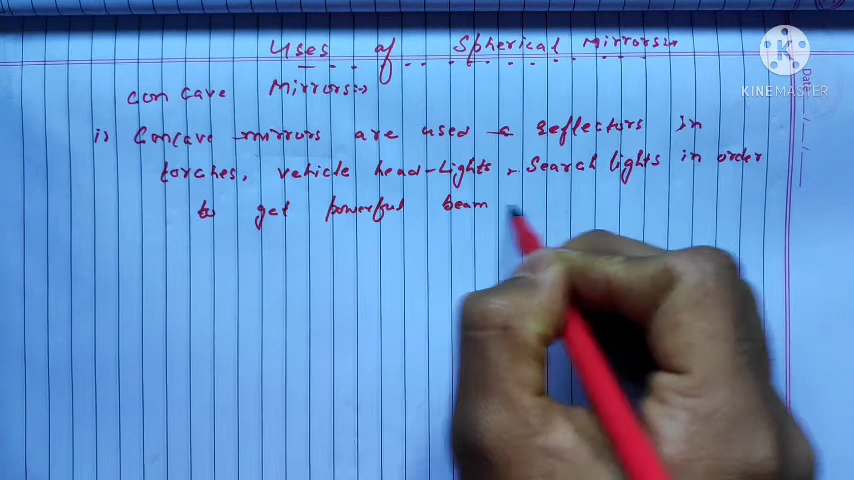 Uses of Spherical Mirrors:-
Concave Mirrors:-
i) Concave mirrors are used a reflectors in
torches, vehicle head-lights, Search lights in order
to get powerful beam
KINEMASTER
Date